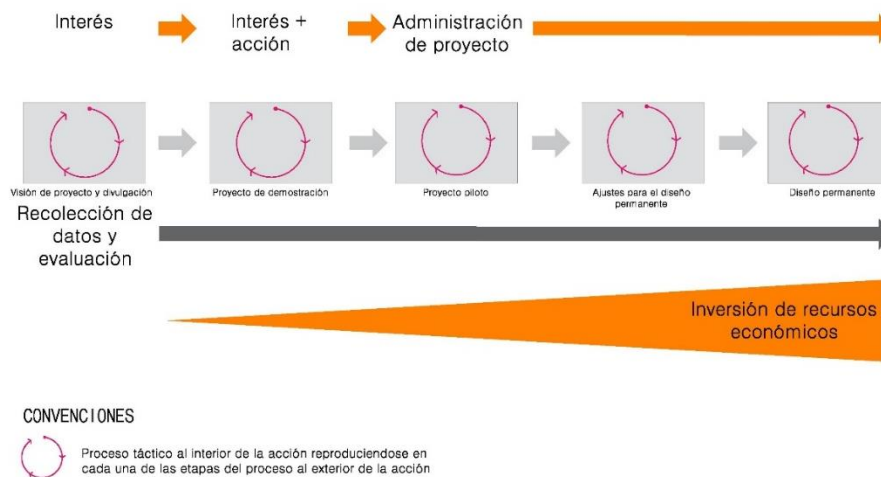 Interés
Interés +
acción
Administración
de proyecto
Visión de proyecto y divulgación
Proyecto de demostración
Proyecto piloto
Ajustes para el diseño
permanente
Diseño permanente
Recolección de
datos y
evaluación
Inversión de recursos
económicos
CONVENCIONES
Proceso táctico al interior de la acción reproduciendose en
cada una de las etapas del proceso al exterior de la acción